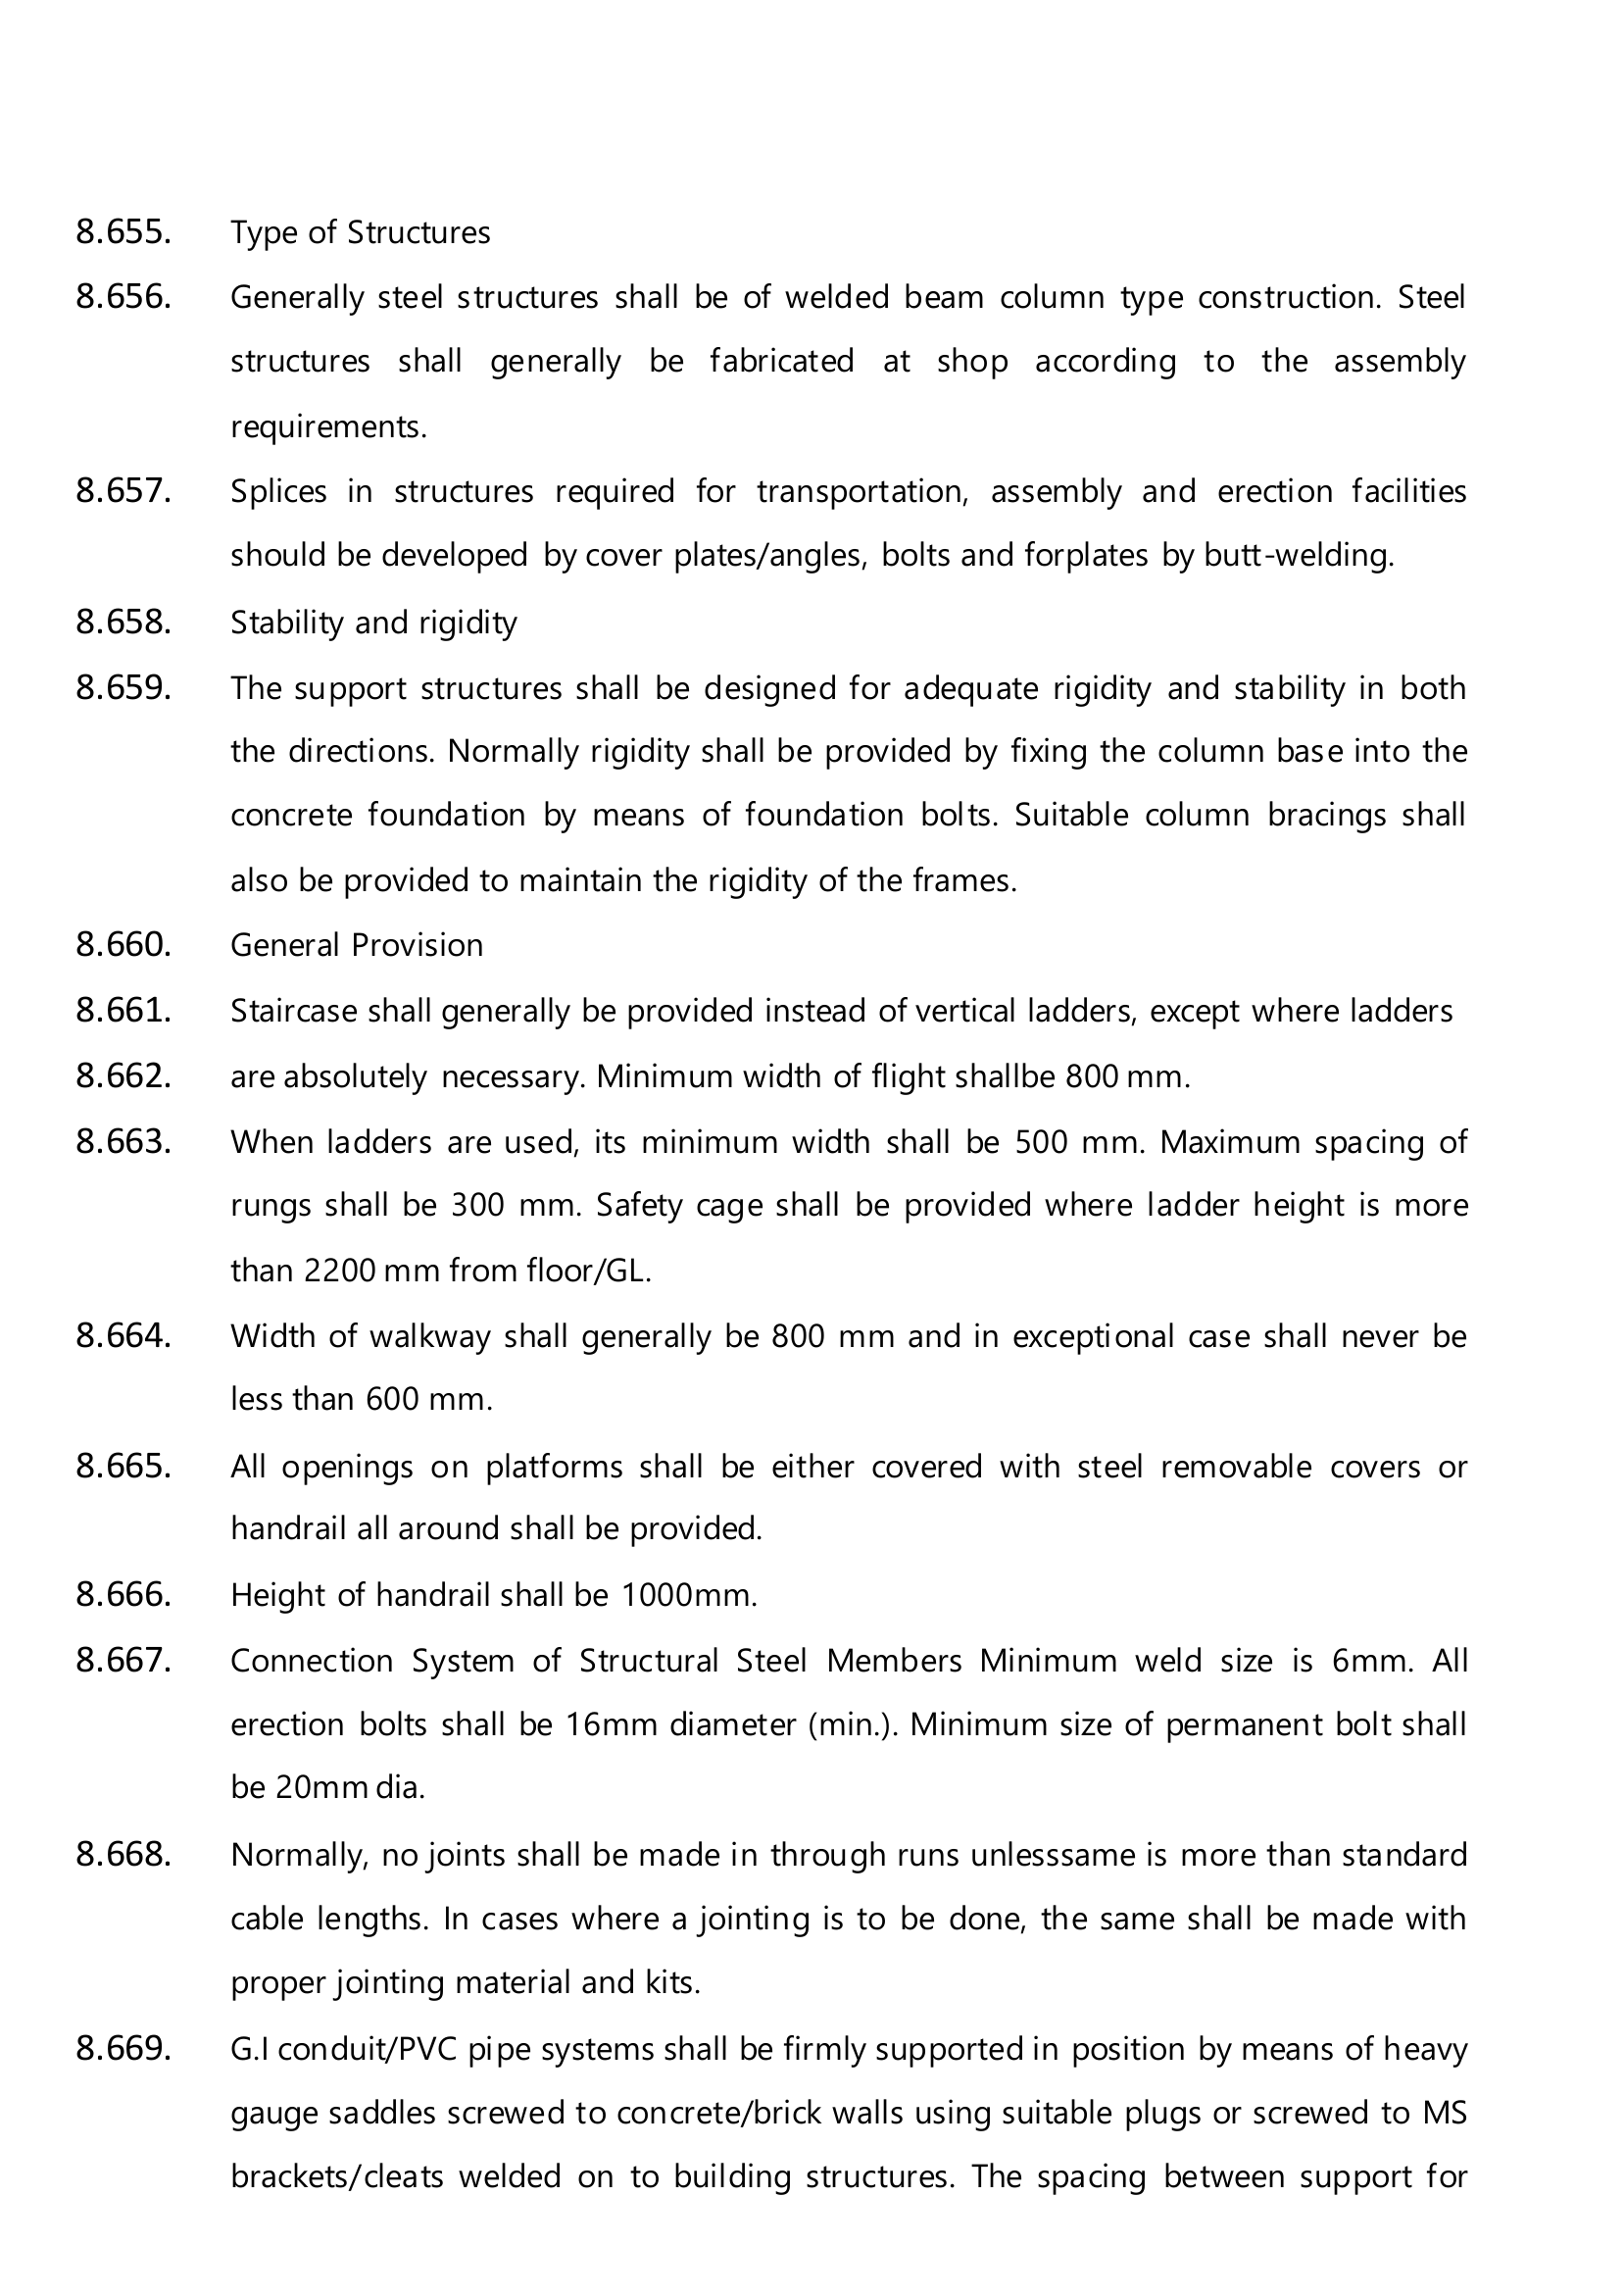 8.655. Type of Structures
8.656. Generally steel structures shall be of welded beam column type construction. Steel
structures shall generally be fabricated at shop according to the assembly
requirements.
8.657. Splices in structures required for transportation, assembly and erection facilities
should be developed by cover plates/angles, bolts and forplates by butt-welding.
8.658. Stability and rigidity
8.659. The support structures shall be designed for adequate rigidity and stability in both
the directions. Normally rigidity shall be provided by fixing the column base into the
concrete foundation by means of foundation bolts. Suitable column bracings shall
also be provided to maintain the rigidity of the frames.
8.660. General Provision
8.661. Staircase shall generally be provided instead of vertical ladders, except where ladders
8.662. are absolutely necessary. Minimum width of flight shallbe 800 mm.
8.663. When ladders are used, its minimum width shall be 500 mm. Maximum spacing of
rungs shall be 300 mm. Safety cage shall be provided where ladder height is more
than 2200 mm from floor/GL.
8.664. Width of walkway shall generally be 800 mm and in exceptional case shall never be
less than 600 mm.
8.665. All openings on platforms shall be either covered with steel removable covers or
handrail all around shall be provided.
8.666. Height of handrail shall be 1000mm.
8.667. Connection System of Structural Steel Members Minimum weld size is 6mm. All
erection bolts shall be 16mm diameter (min.). Minimum size of permanent bolt shall
be 20mm dia.
8.668. Normally, no joints shall be made in through runs unlesssame is more than standard
cable lengths. In cases where a jointing is to be done, the same shall be made with
proper jointing material and kits.
8.669. G.I conduit/PVC pipe systems shall be firmly supported in position by means of heavy
gauge saddles screwed to concrete/brick walls using suitable plugs or screwed to MS
brackets/cleats welded on to building structures. The spacing between support for